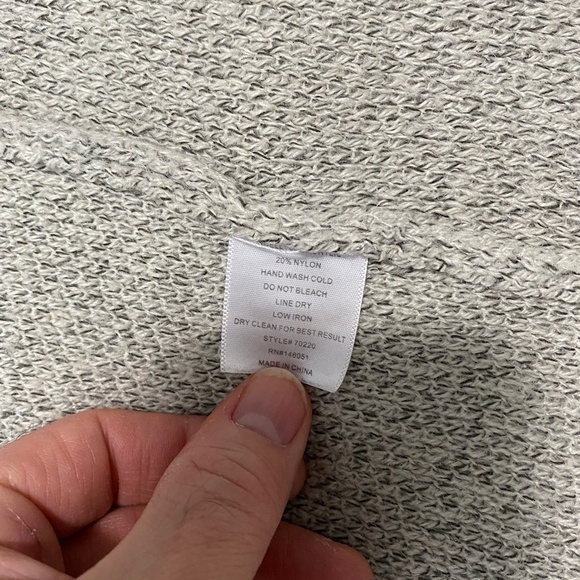 20% NYLON
HAND WASH COLD
DO NOT BLEACH
LINE DRY
LOW IRON
DRY CLEAN FOR BEST RESULT
STYLE# 70220
RN#146051
MADE IN CHINA